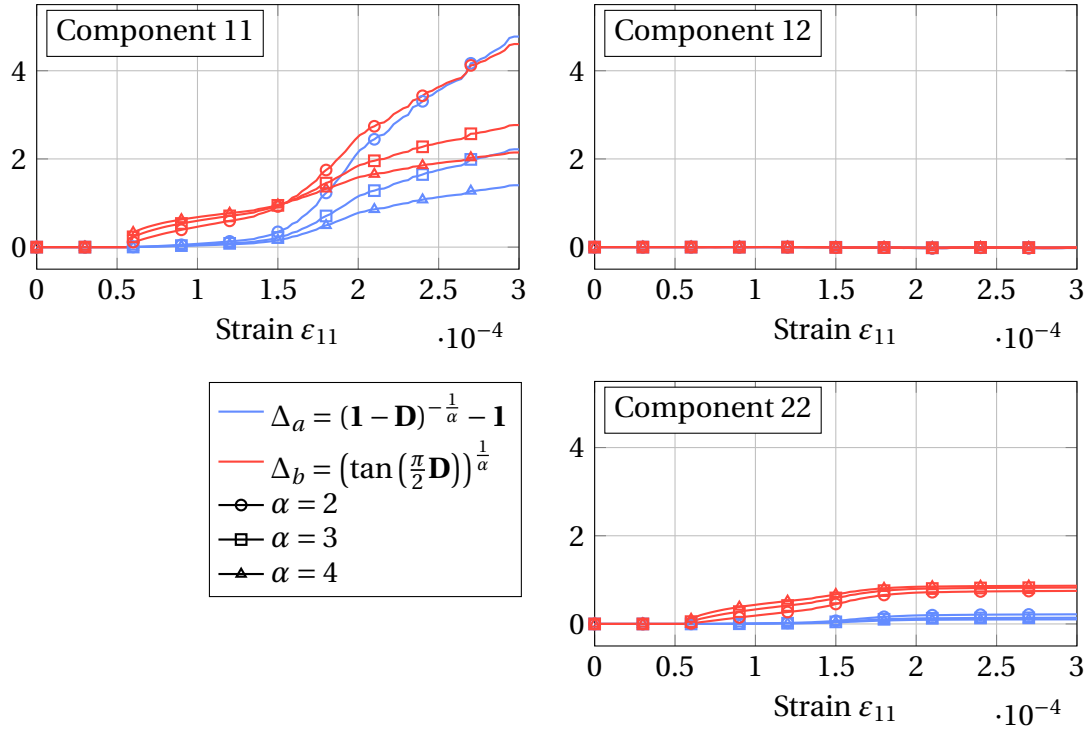 Component 11
4
2
0
0 0.5 1 1.5 2 2.5 3
Strain ε₁₁
·10⁻⁴
Component 12
4
2
0
0 0.5 1 1.5 2 2.5 3
Strain ε₁₁
·10⁻⁴
Δₐ = (𝟏 − 𝐃)^{−1/α} − 𝟏
Δ_b = (tan (π/2 𝐃))^{1/α}
α = 2
α = 3
α = 4
Component 22
4
2
0
0 0.5 1 1.5 2 2.5 3
Strain ε₁₁
·10⁻⁴